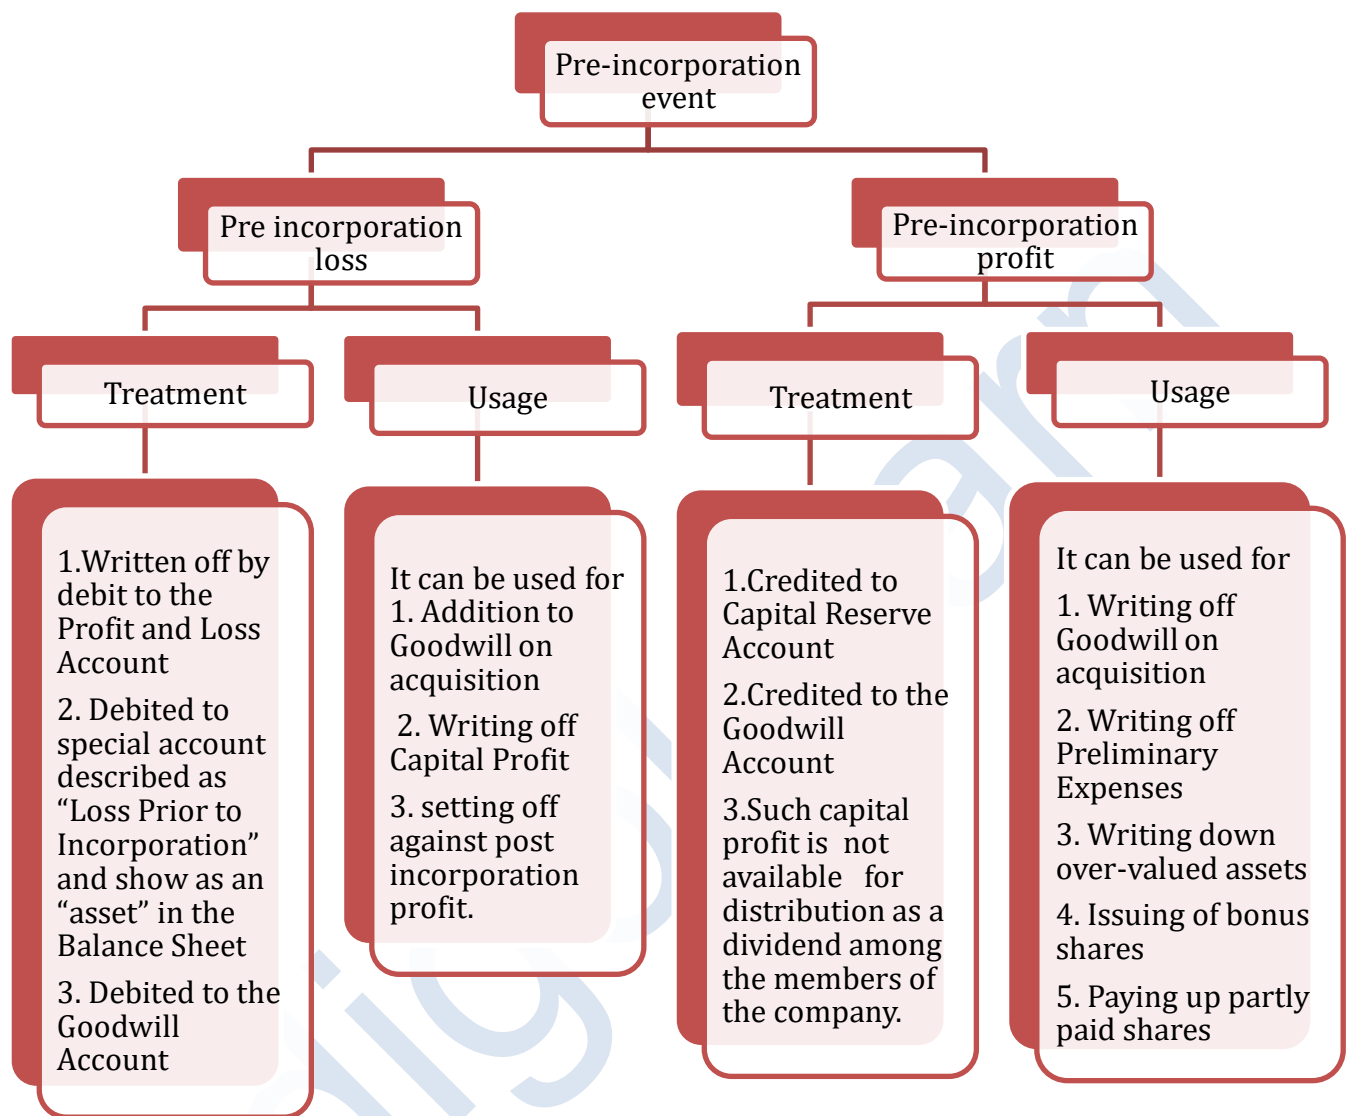 Pre-incorporation
event
Pre incorporation
loss
Pre-incorporation
profit
Treatment
Usage
Treatment
Usage
1.Written off by
debit to the
Profit and Loss
Account
2. Debited to
special account
described as
“Loss Prior to
Incorporation”
and show as an
“asset” in the
Balance Sheet
3. Debited to the
Goodwill
Account
It can be used for
1. Addition to
Goodwill on
acquisition
2. Writing off
Capital Profit
3. setting off
against post
incorporation
profit.
1.Credited to
Capital Reserve
Account
2.Credited to the
Goodwill
Account
3.Such capital
profit is not
available for
distribution as a
dividend among
the members of
the company.
It can be used for
1. Writing off
Goodwill on
acquisition
2. Writing off
Preliminary
Expenses
3. Writing down
over-valued assets
4. Issuing of bonus
shares
5. Paying up partly
paid shares